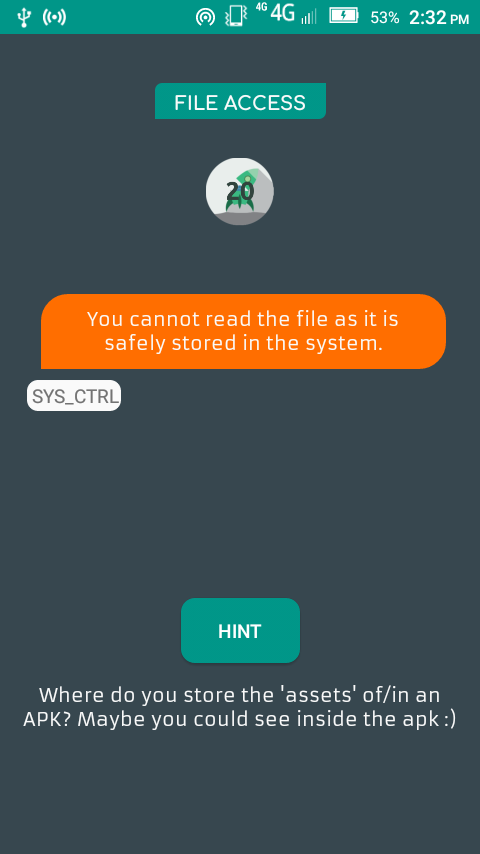 4G 4G 53% 2:32 PM
FILE ACCESS
20
You cannot read the file as it is
safely stored in the system.
SYS_CTRL
HINT
Where do you store the 'assets' of/in an
APK? Maybe you could see inside the apk :)